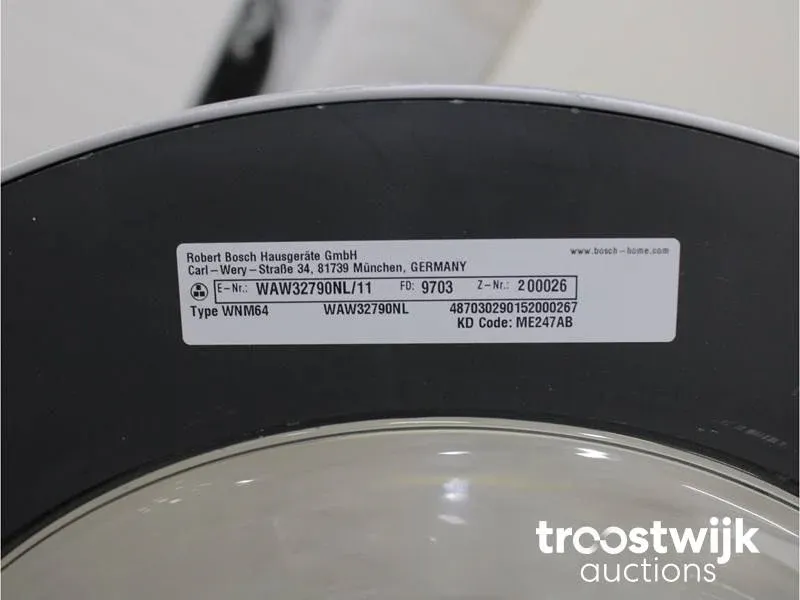 Robert Bosch Hausgeräte GmbH
www.bosch-home.com
Carl-Wery-Straße 34, 81739 München, GERMANY
E-Nr.: WAW32790NL/11 FD: 9703 Z-Nr.: 200026
Type WNM64 WAW32790NL 487030290152000267
KD Code: ME247AB
troostwijk
auctions